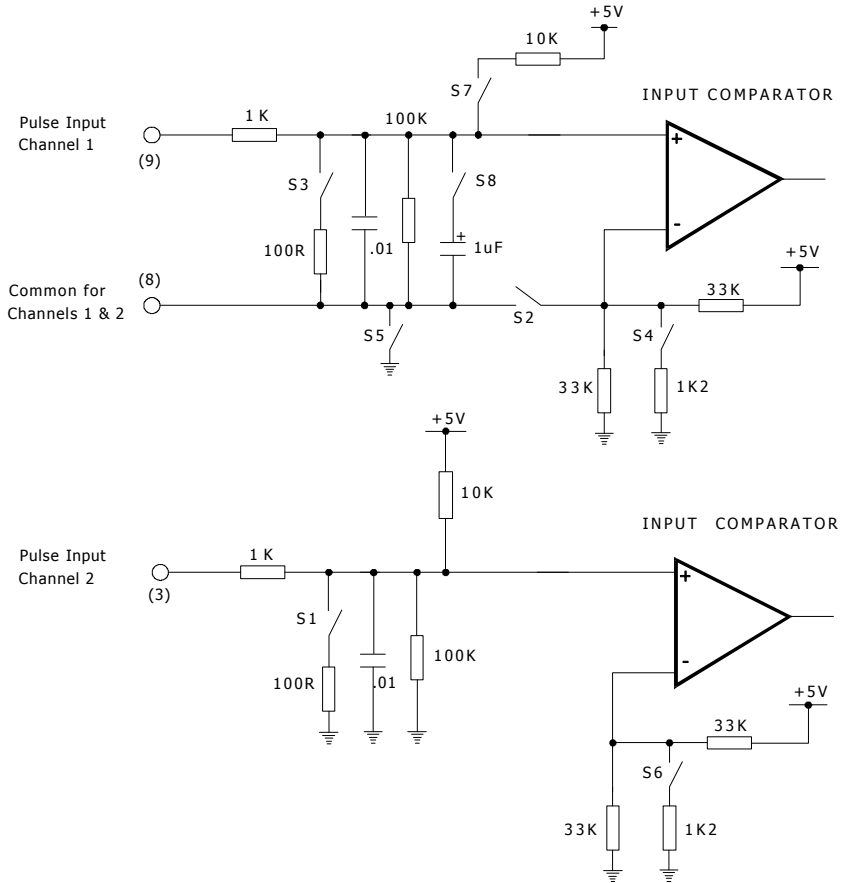 +5V
10K
S7
INPUT COMPARATOR
1K
100K
Pulse Input
Channel 1
(9)
+
S3
S8
-
+
100R
.01
1uF
+5V
(8)
Common for
Channels 1 & 2
33K
S2
S5
S4
33K
1K2
+5V
10K
INPUT COMPARATOR
Pulse Input
Channel 2
1K
(3)
+
S1
100K
-
100R
.01
+5V
33K
S6
33K
1K2